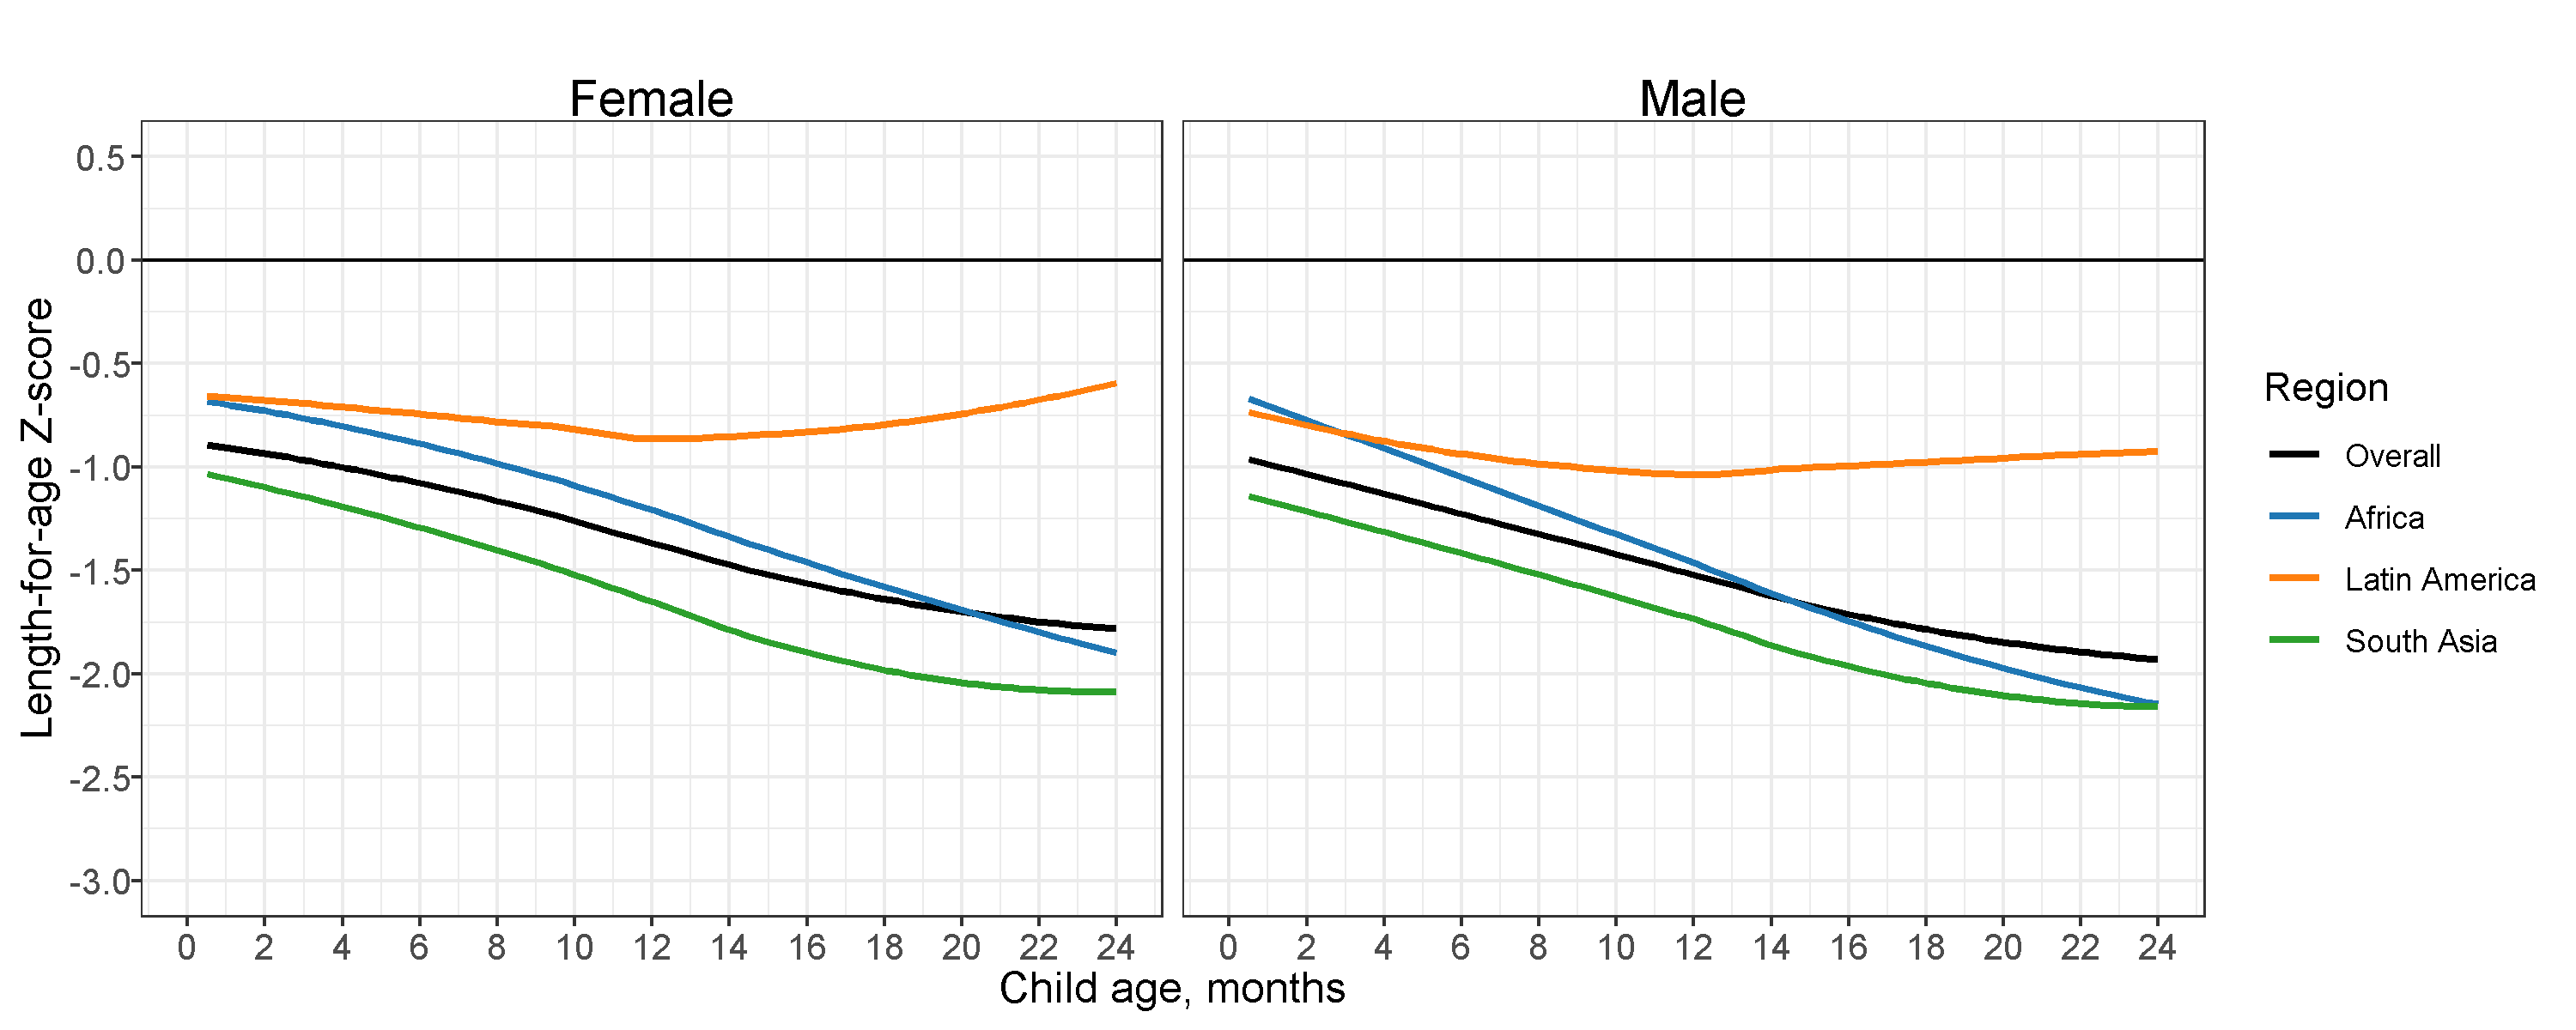 Female
Male
0.5
0.0
-0.5
-1.0
-1.5
-2.0
-2.5
-3.0
Length-for-age Z-score
0 2 4 6 8 10 12 14 16 18 20 22 24
0 2 4 6 8 10 12 14 16 18 20 22 24
Child age, months
Region
Overall
Africa
Latin America
South Asia